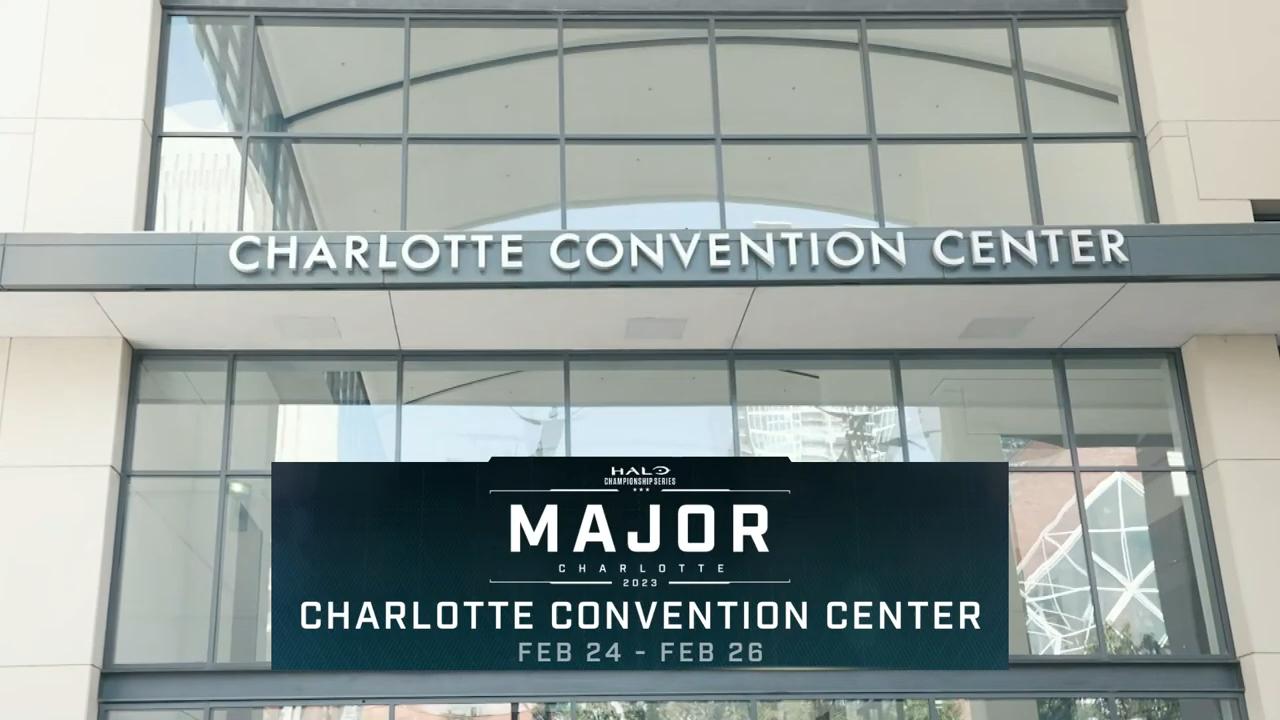 CHARLOTTE CONVENTION CENTER
HALO
CHAMPIONSHIP SERIES
MAJOR
CHARLOTTE
2023
CHARLOTTE CONVENTION CENTER
FEB 24 - FEB 26